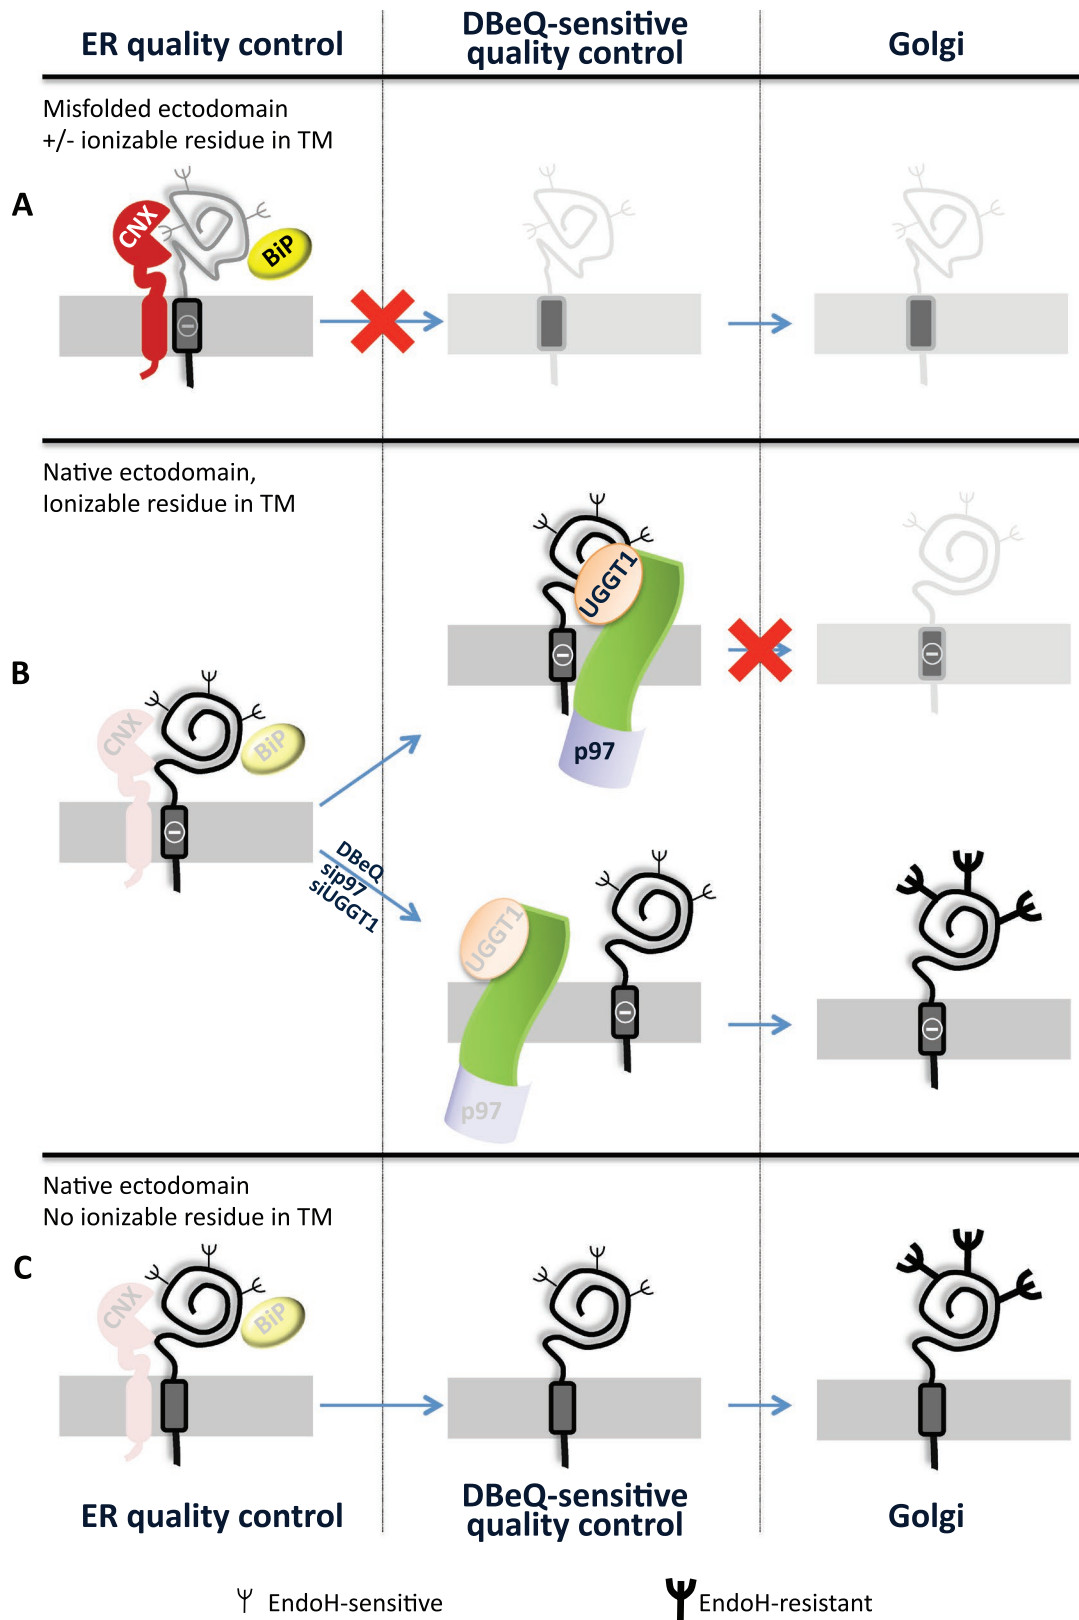 ER quality control
DBeQ-sensitive
quality control
Golgi
Misfolded ectodomain
+/- ionizable residue in TM
A
CNX
BiP
Native ectodomain,
Ionizable residue in TM
UGGT1
p97
B
CNX
BiP
DBeQ
sip97
siUGGT1
UGGT1
p97
Native ectodomain
No ionizable residue in TM
C
CNX
BiP
ER quality control
DBeQ-sensitive
quality control
Golgi
EndoH-sensitive
EndoH-resistant